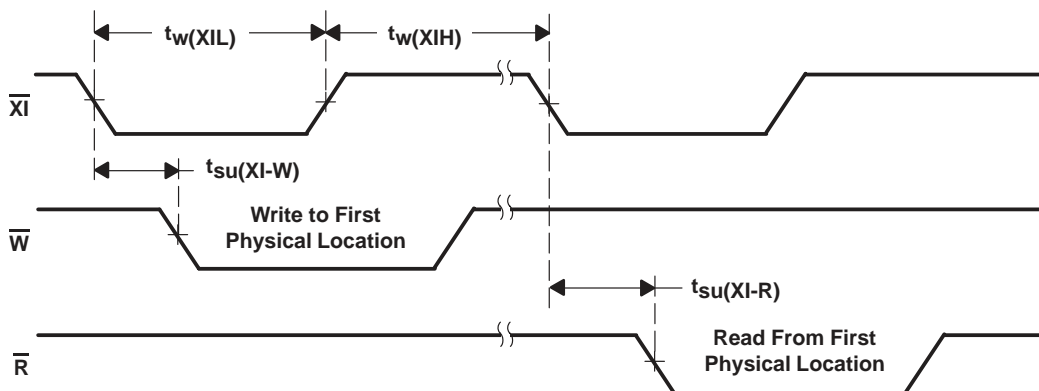 tw(XIL)
tw(XIH)
XI
tsu(XI-W)
Write to First
Physical Location
W
tsu(XI-R)
Read From First
Physical Location
R